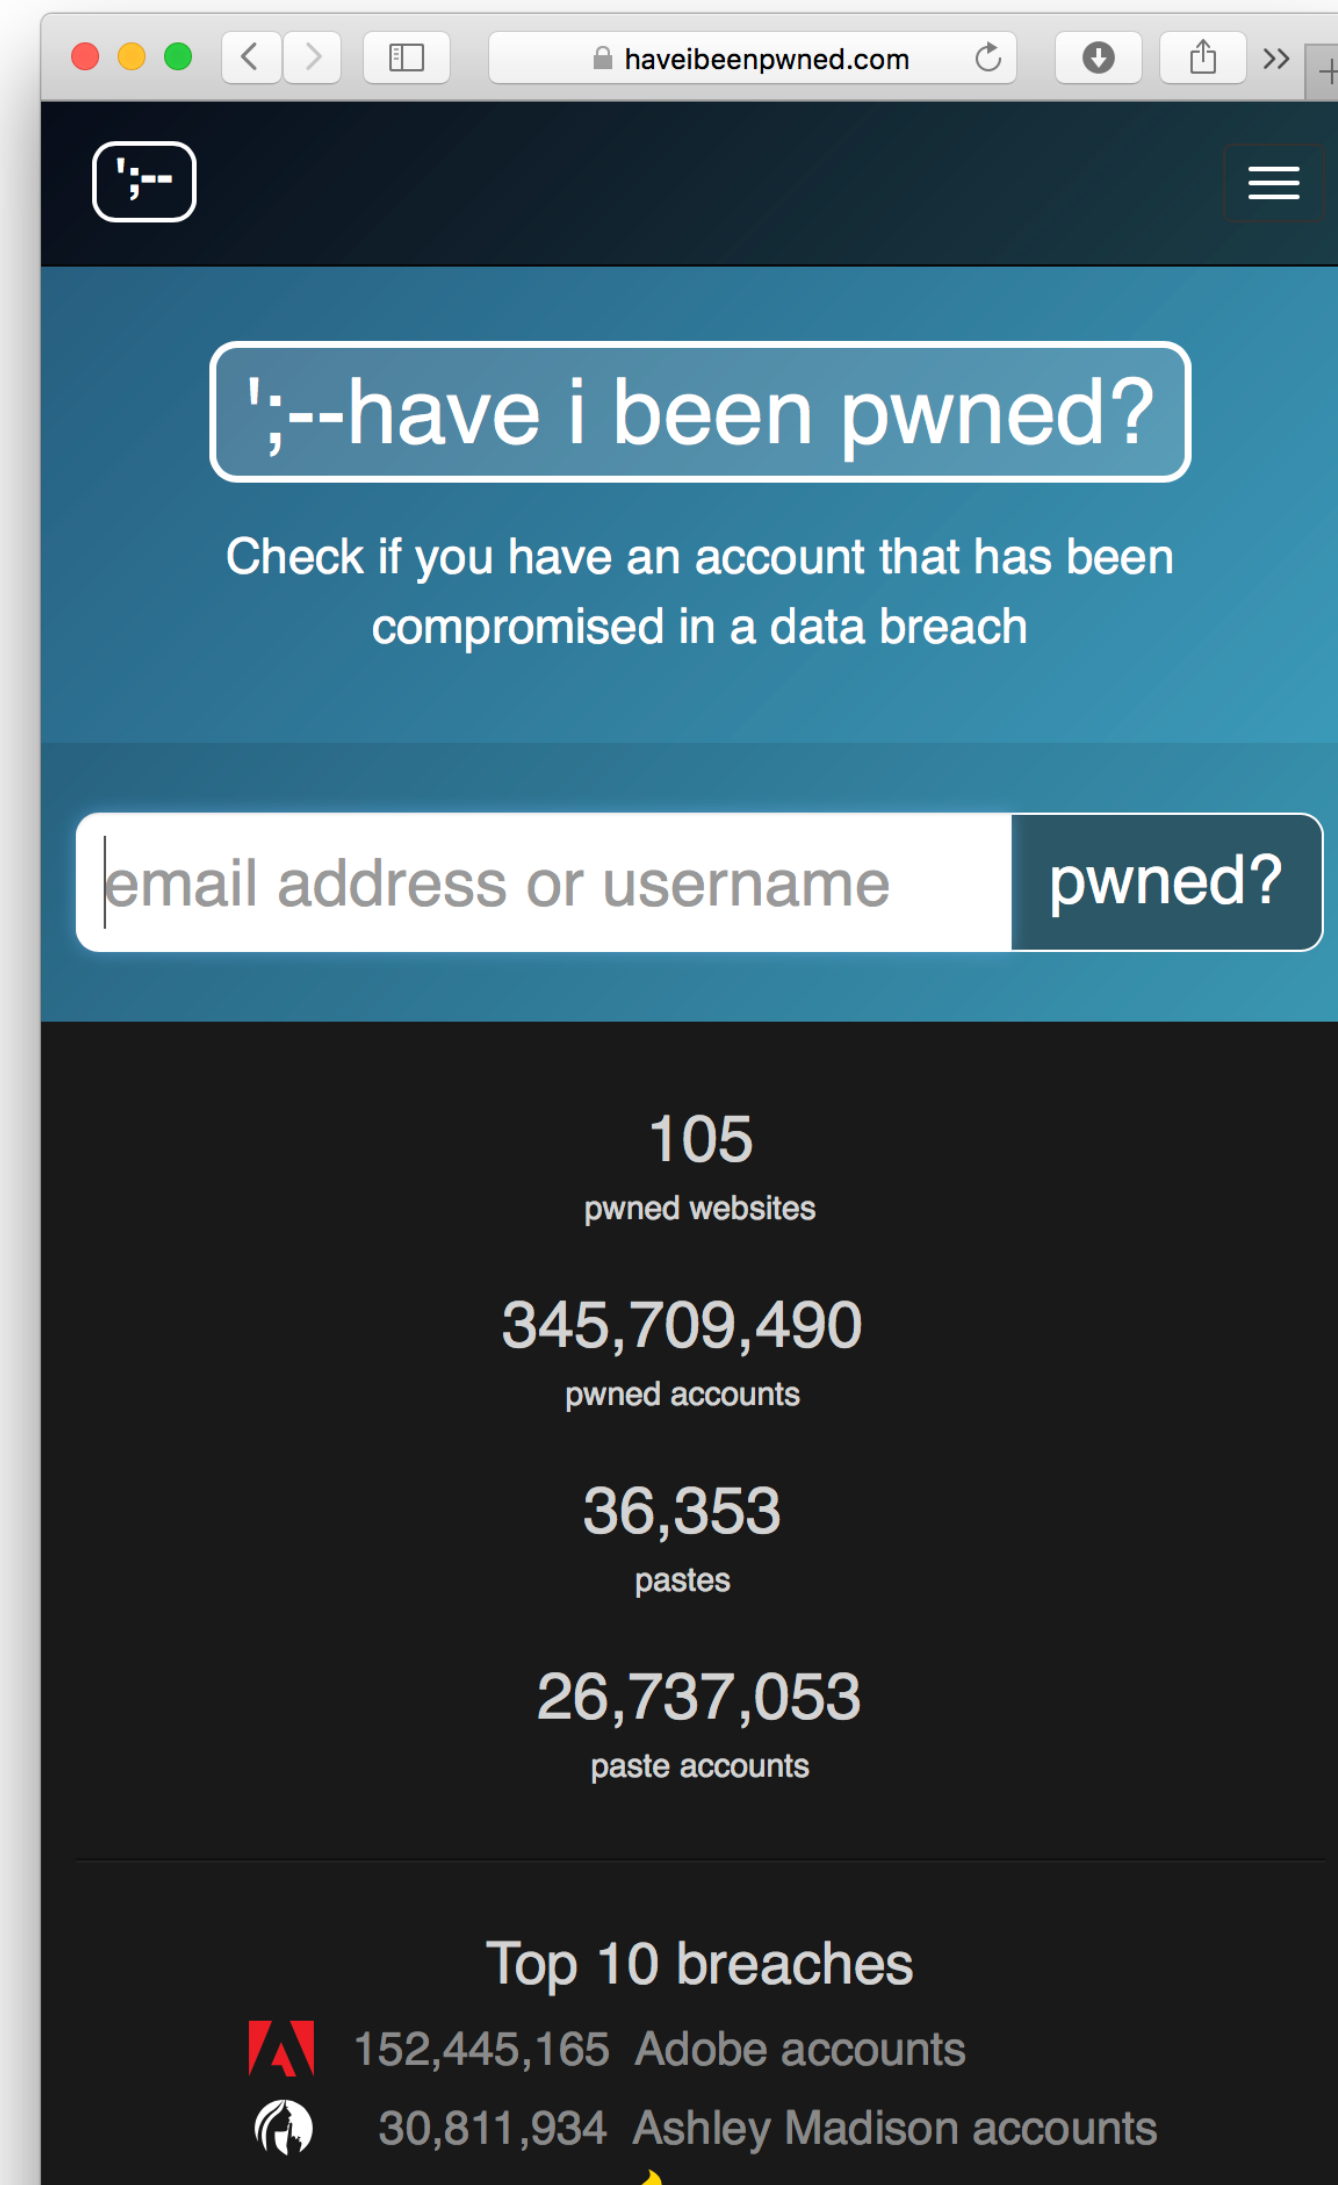 haveibeenpwned.com
';--
';--have i been pwned?
Check if you have an account that has been
compromised in a data breach
email address or username
pwned?
105
pwned websites
345,709,490
pwned accounts
36,353
pastes
26,737,053
paste accounts
Top 10 breaches
152,445,165 Adobe accounts
30,811,934 Ashley Madison accounts